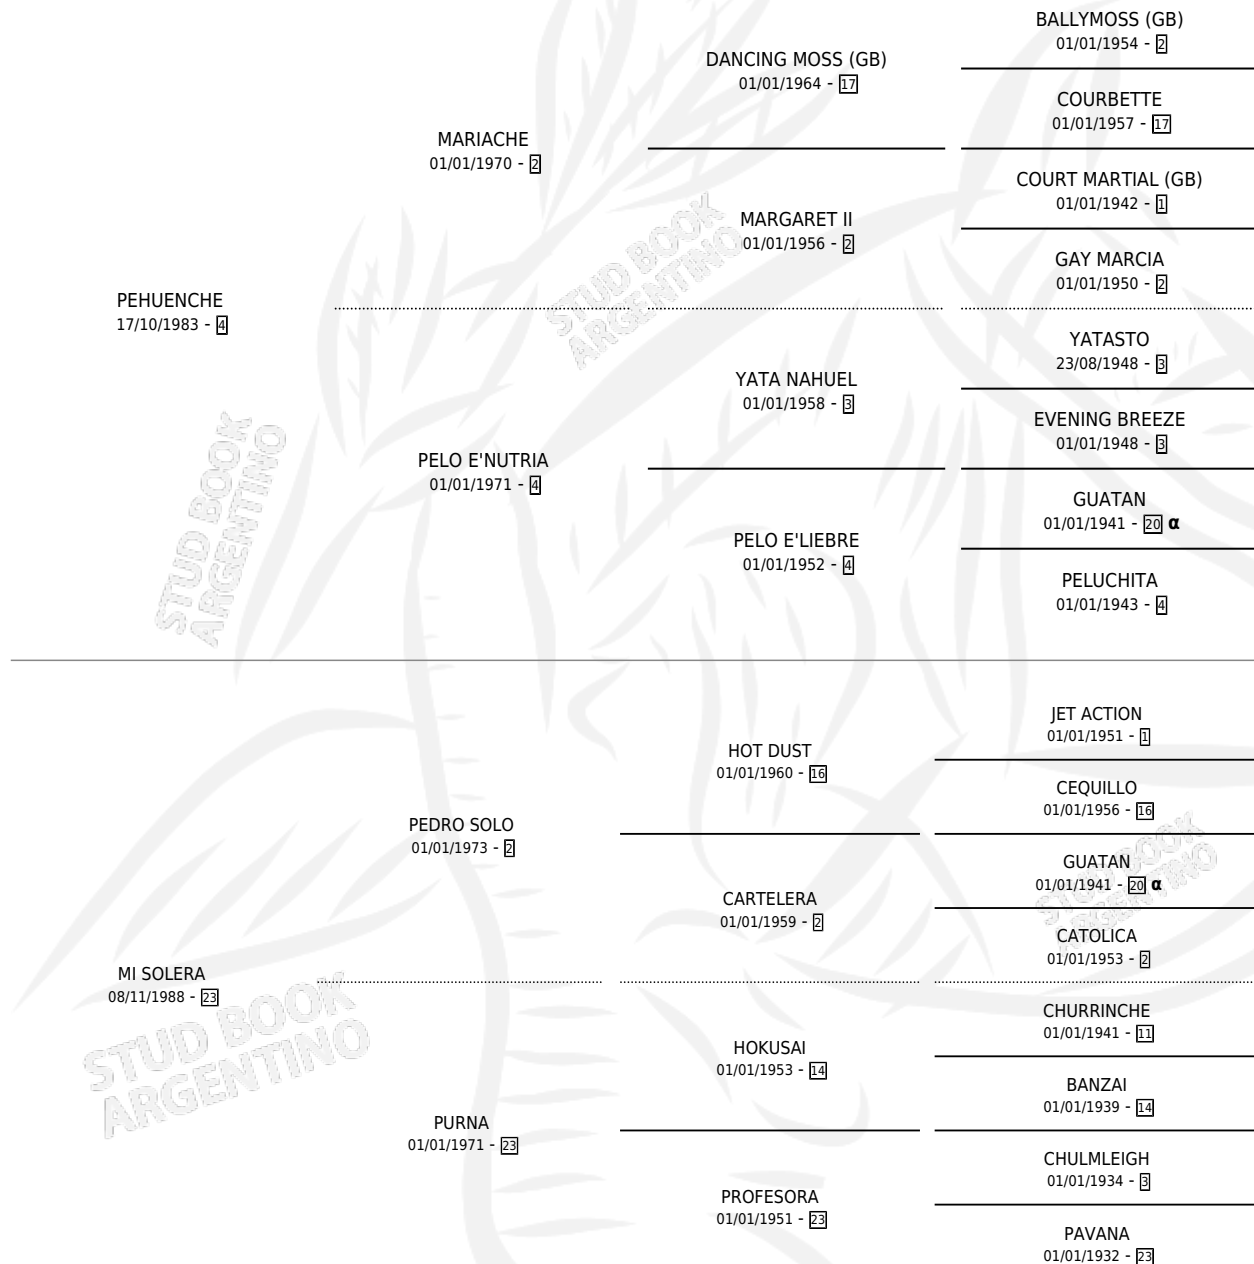 BALLYMOSS (GB)
01/01/1954 - 2
DANCING MOSS (GB)
01/01/1964 - 17
COURBETTE
01/01/1957 - 17
MARIACHE
01/01/1970 - 2
COURT MARTIAL (GB)
01/01/1942 - 1
MARGARET II
01/01/1956 - 2
GAY MARCIA
01/01/1950 - 2
PEHUENCHE
17/10/1983 - 4
YATASTO
23/08/1948 - 3
YATA NAHUEL
01/01/1958 - 3
EVENING BREEZE
01/01/1948 - 3
PELO E'NUTRIA
01/01/1971 - 4
GUATAN
01/01/1941 - 20 α
PELO E'LIEBRE
01/01/1952 - 4
PELUCHITA
01/01/1943 - 4
JET ACTION
01/01/1951 - 1
HOT DUST
01/01/1960 - 16
CEQUILLO
01/01/1956 - 16
PEDRO SOLO
01/01/1973 - 2
GUATAN
01/01/1941 - 20 α
CARTELERA
01/01/1959 - 2
CATOLICA
01/01/1953 - 2
MI SOLERA
08/11/1988 - 23
CHURRINCHE
01/01/1941 - 11
HOKUSAI
01/01/1953 - 14
BANZAI
01/01/1939 - 14
PURNA
01/01/1971 - 23
CHULMLEIGH
01/01/1934 - 3
PROFESORA
01/01/1951 - 23
PAVANA
01/01/1932 - 23
STUD BOOK
ARGENTINO
STUD BOOK
ARGENTINO
STUD BOOK
ARGENTINO
STUD BOOK
ARGENTINO